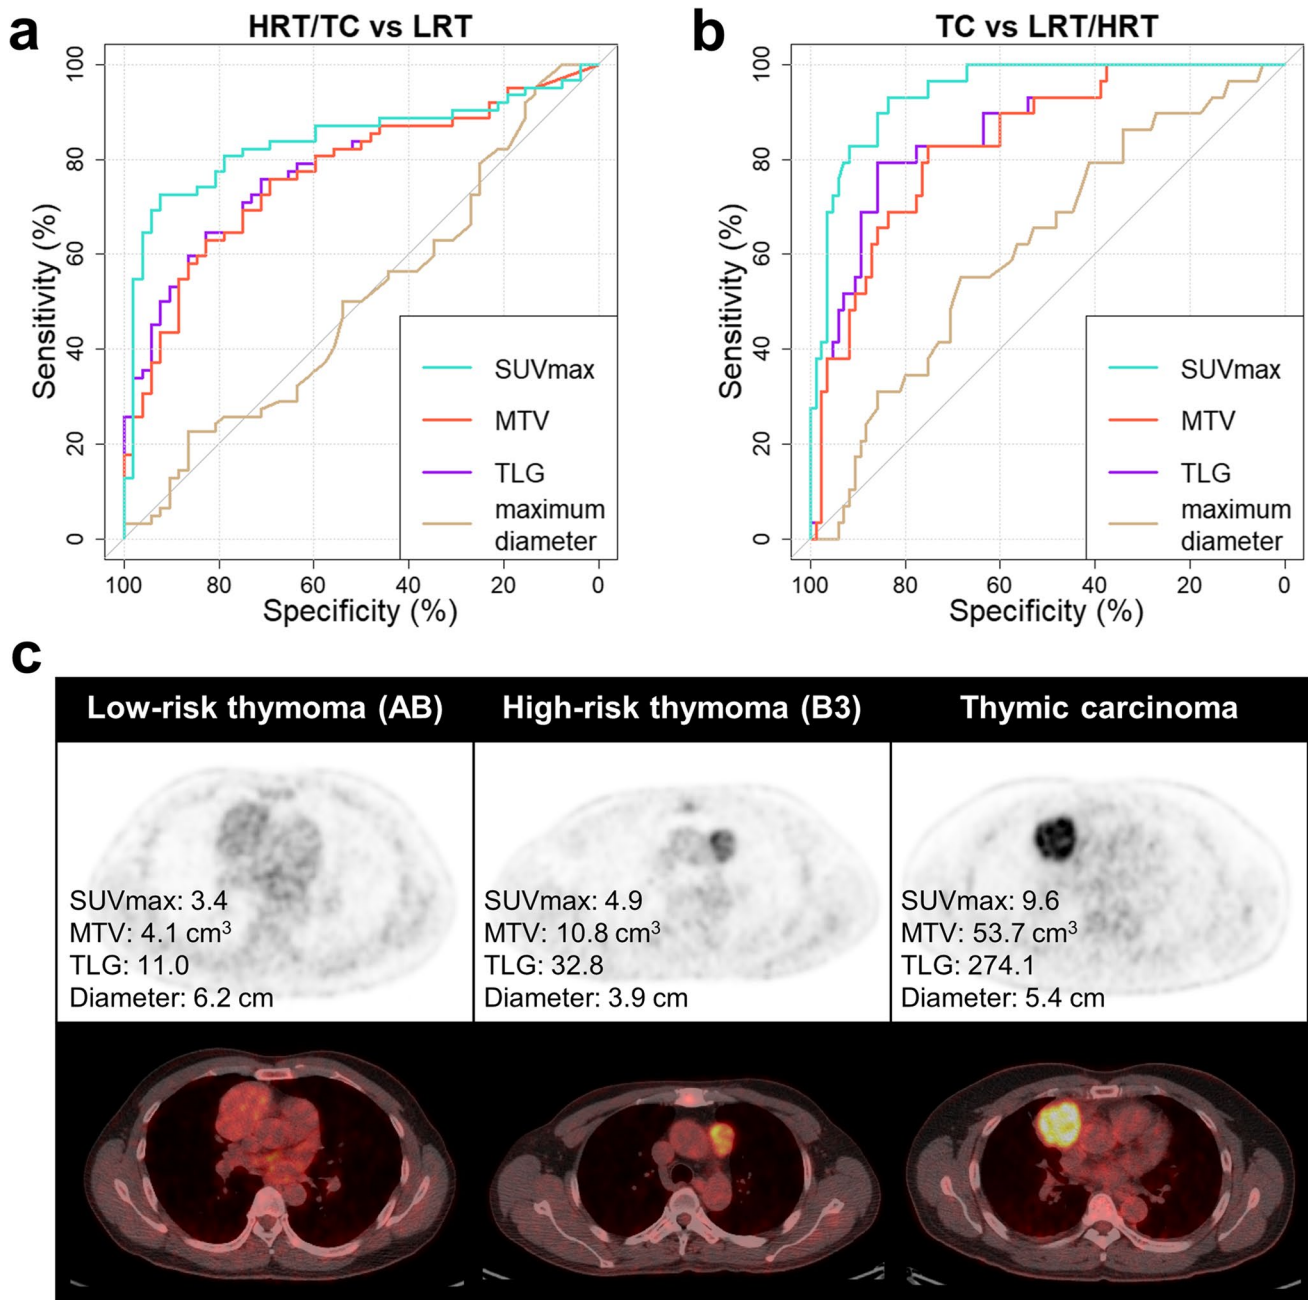 a
HRT/TC vs LRT
Sensitivity (%)
100
80
60
40
20
0
SUVmax
MTV
TLG
maximum
diameter
100 80 60 40 20 0
Specificity (%)
b
TC vs LRT/HRT
Sensitivity (%)
100
80
60
40
20
0
SUVmax
MTV
TLG
maximum
diameter
100 80 60 40 20 0
Specificity (%)
c
Low-risk thymoma (AB)
SUVmax: 3.4
MTV: 4.1 cm³
TLG: 11.0
Diameter: 6.2 cm
High-risk thymoma (B3)
SUVmax: 4.9
MTV: 10.8 cm³
TLG: 32.8
Diameter: 3.9 cm
Thymic carcinoma
SUVmax: 9.6
MTV: 53.7 cm³
TLG: 274.1
Diameter: 5.4 cm